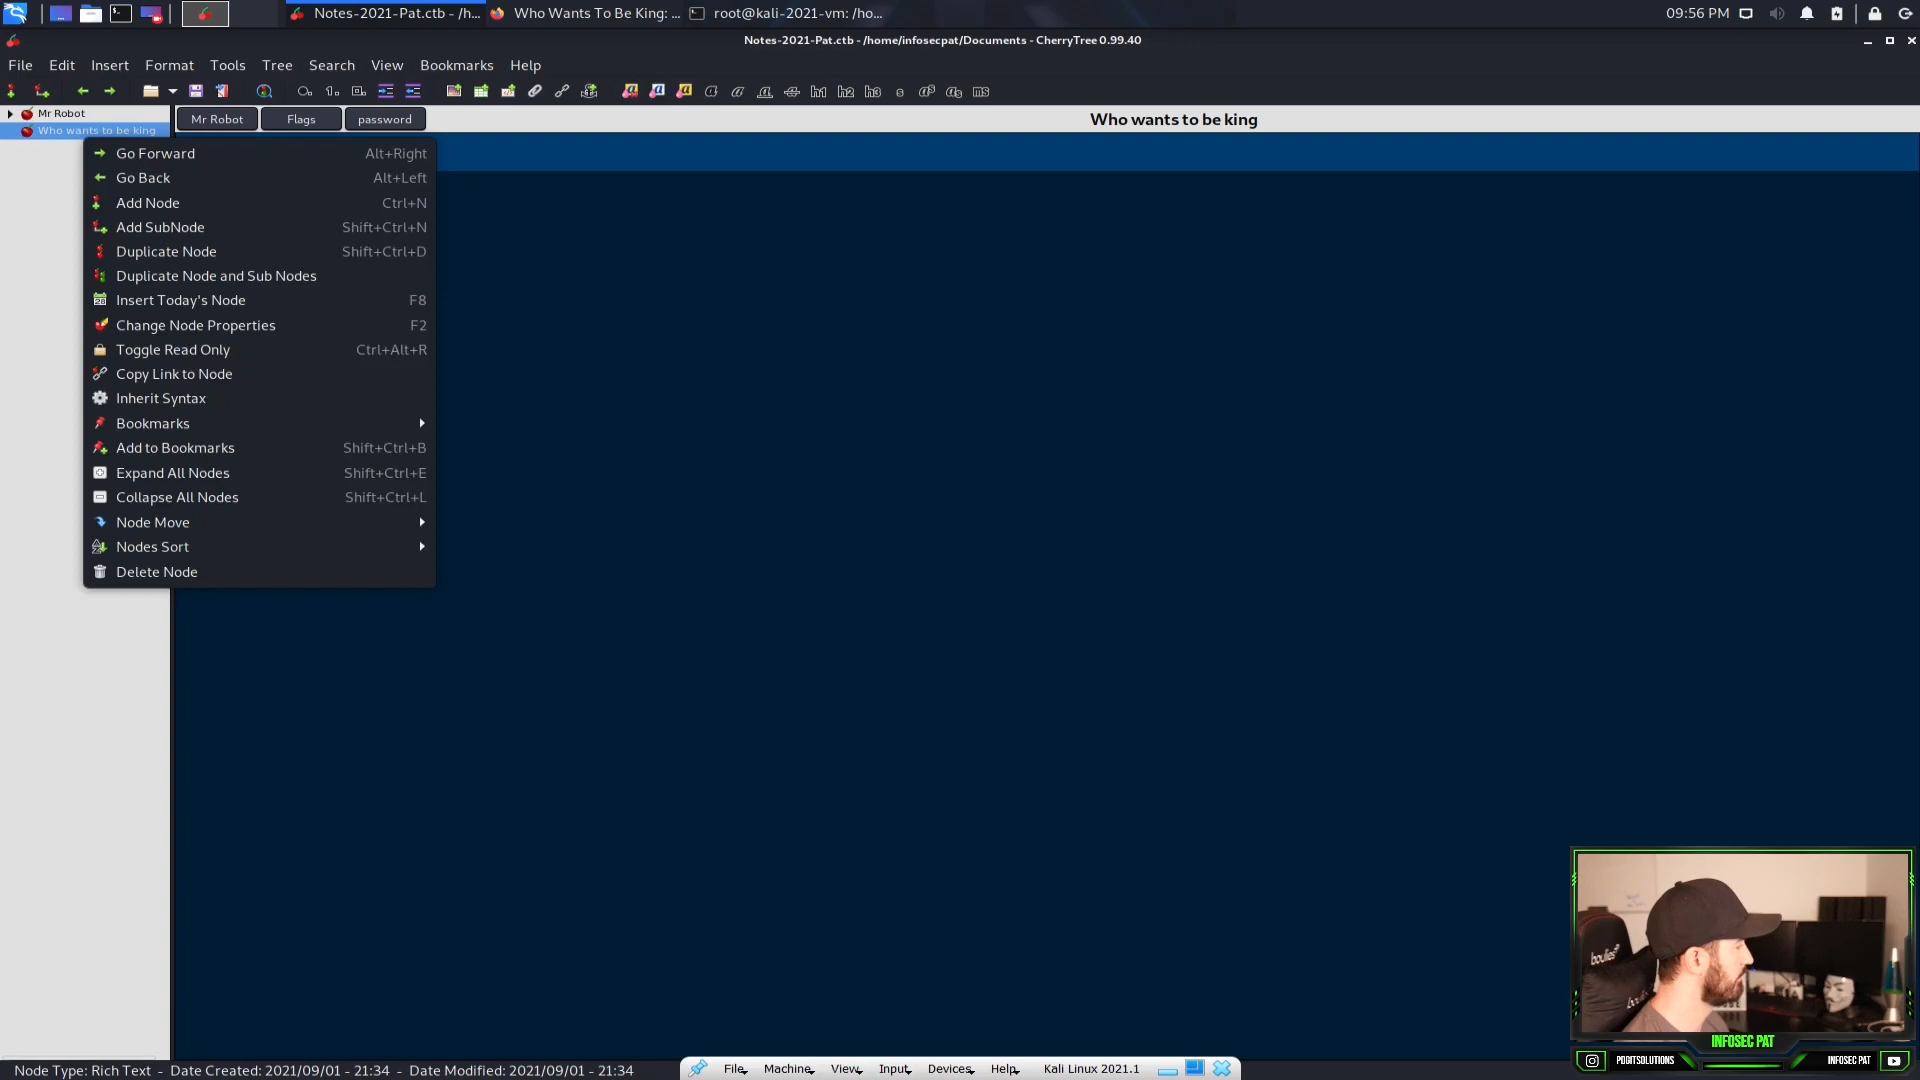 Notes-2021-Pat.ctb - /h...
Who Wants To Be King: ...
root@kali-2021-vm: /ho...
09:56 PM
Notes-2021-Pat.ctb - /home/infosecpat/Documents - CherryTree 0.99.40
File Edit Insert Format Tools Tree Search View Bookmarks Help
Mr Robot
Who wants to be king
Mr Robot Flags password
Who wants to be king
Go Forward Alt+Right
Go Back Alt+Left
Add Node Ctrl+N
Add SubNode Shift+Ctrl+N
Duplicate Node Shift+Ctrl+D
Duplicate Node and Sub Nodes
Insert Today's Node F8
Change Node Properties F2
Toggle Read Only Ctrl+Alt+R
Copy Link to Node
Inherit Syntax
Bookmarks
Add to Bookmarks Shift+Ctrl+B
Expand All Nodes Shift+Ctrl+E
Collapse All Nodes Shift+Ctrl+L
Node Move
Nodes Sort
Delete Node
INFOSEC PAT
PDDITSOLUTIONS
INFOSEC PAT
Node Type: Rich Text - Date Created: 2021/09/01 - 21:34 - Date Modified: 2021/09/01 - 21:34
File Machine View Input Devices Help Kali Linux 2021.1